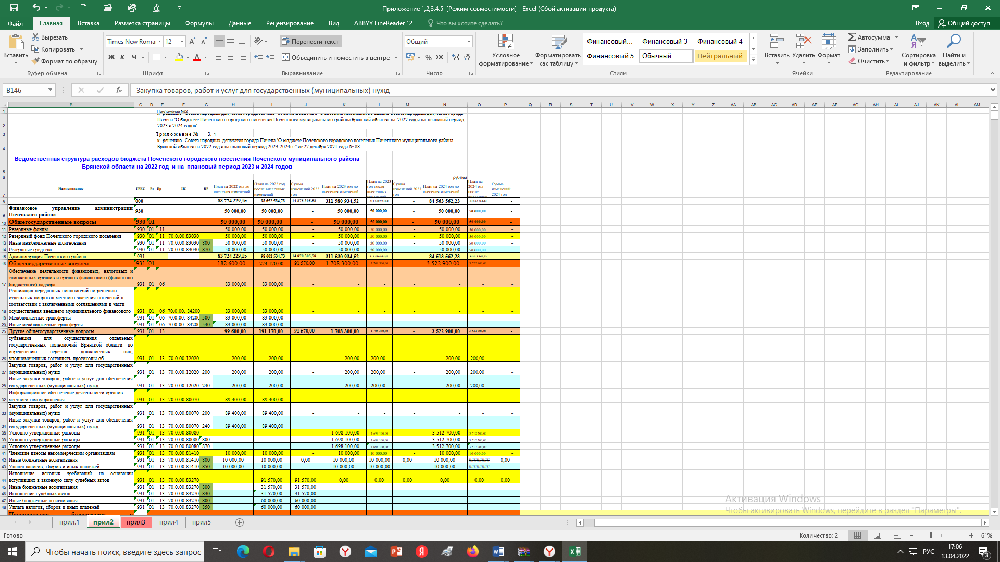 Приложение 1,2,3,4,5 [Режим совместимости] - Excel (Сбой активации продукта)
Файл Главная Вставка Разметка страницы Формулы Данные Рецензирование Вид ABBYY FineReader 12 Что вы хотите сделать? Вход Общий доступ
Вставить Вырезать Копировать Формат по образцу
Times New Roma 12 Ж К Ч
Перенести текст
Объединить и поместить в центре
Общий % 000
Условное форматирование Форматировать как таблицу
Финансовый... Финансовый 3 Финансовый 4
Финансовый 5 Обычный Нейтральный
Вставить Удалить Формат
Автосумма Заполнить Очистить
Сортировка и фильтр Найти и выделить
Буфер обмена Шрифт Выравнивание Число Стили Ячейки Редактирование
B146 fx Закупка товаров, работ и услуг для государственных (муниципальных) нужд
B C D E F G H I J K L M N O P Q R S T U V W X Y Z AA AB AC AD AE AF AG AH AI AJ AK AL AM
1 Приложение №2
Почепа "О бюджете Почепского городского поселения Почепского муниципального района Брянской области на 2022 год и на плановый период
2 2023 и 2024 годов"
3 Приложение № 3. 1
к решению Совета народных депутатов города Почепа "О бюджете Почепского городского поселения Почепского муниципального района
4 Брянской области на 2022 год и на плановый период 2023-2024гг " от 27 декабря 2021 года № 88
Ведомственная структура расходов бюджета Почепского городского поселения Почепского муниципального района
5 Брянской области на 2022 год и на плановый период 2023 и 2024 годов
6 рублей
7 Наименование ГРБС Рз Пр ЦС ВР План на 2022 год до внесения изменений План на 2022 год после внесенных изменений Сумма изменений 2022 год План на 2023 год до внесения изменений План на 2023 год после внесенных Сумма изменений 2023 год План на 2024 год до внесения изменений План на 2024 год после Сумма изменений 2024 год
8 000 83 774 229,15 98 652 534,73 14 878 305,58 311 580 934,52 311 580 934,52 - 84 563 562,23 84 563 562,23 -
9 Финансовое управление администрации Почепского района 930 50 000,00 50 000,00 - 50 000,00 50 000,00 - 50 000,00 50 000,00 -
10 Общегосударственные вопросы 930 01 50 000,00 50 000,00 - 50 000,00 50 000,00 - 50 000,00 50 000,00 -
11 Резервные фонды 930 01 11 50 000,00 50 000,00 - 50 000,00 50 000,00 - 50 000,00 50 000,00 -
12 Резервный фонд Почепского городского поселения 930 01 11 70.0.00.83030 50 000,00 50 000,00 - 50 000,00 50 000,00 - 50 000,00 50 000,00 -
13 Иные межбюджетные ассигнования 930 01 11 70.0.00.83030 800 50 000,00 50 000,00 - 50 000,00 50 000,00 - 50 000,00 50 000,00 -
14 Резервные средства 930 01 11 70.0.00.83030 870 50 000,00 50 000,00 50 000,00 50 000,00 50 000,00 50 000,00
15 Администрация Почепского района 931 83 724 229,15 98 602 534,73 14 878 305,58 311 530 934,52 311 530 934,52 - 84 513 562,23 84 513 562,23 -
16 Общегосударственные вопросы 931 01 182 600,00 274 170,00 91 570,00 1 708 300,00 1 708 300,00 - 3 522 900,00 3 522 900,00 -
17 Обеспечение деятельности финансовых, налоговых и таможенных органов и органов финансового (финансово-бюджетного) надзора 931 01 06 83 000,00 83 000,00 - - - - - - -
18 Реализация переданных полномочий по решению отдельных вопросов местного значения поселений в соответствии с заключенными соглашениями в части осуществления внешнего муниципального финансового 931 01 06 70.0.00. 84200 83 000,00 83 000,00 - - - - - - -
19 Межбюджетные трансферты 931 01 06 70.0.00. 84200 500 83 000,00 83 000,00 - - - - - - -
20 Иные межбюджетные трансферты 931 01 06 70.0.00. 84200 540 83 000,00 83 000,00
25 Другие общегосударственные вопросы 931 01 13 99 600,00 191 170,00 91 570,00 1 708 300,00 1 708 300,00 - 3 522 900,00 3 522 900,00 -
26 субвенция для осуществления отдельных государственных полномочий Брянской области по определению перечня должностных лиц, уполномоченных составлять протоколы об 931 01 13 70.0.00.12020 200,00 200,00 - 200,00 200,00 - 200,00 200,00 -
27 Закупка товаров, работ и услуг для государственных (муниципальных) нужд 931 01 13 70.0.00.12020 200 200,00 200,00 - 200,00 200,00 - 200,00 200,00 -
28 Иные закупки товаров, работ и услуг для обеспечения государственных (муниципальных) нужд 931 01 13 70.0.00.12020 240 200,00 200,00 200,00 200,00 200,00 200,00
32 Информационное обеспечение деятельности органов местного самоуправления 931 01 13 70.0.00.80070 89 400,00 89 400,00 - - - - - - -
33 Закупка товаров, работ и услуг для государственных (муниципальных) нужд 931 01 13 70.0.00.80070 200 89 400,00 89 400,00 - - - - - - -
34 Иные закупки товаров, работ и услуг для обеспечения государственных (муниципальных) нужд 931 01 13 70.0.00.80070 240 89 400,00 89 400,00
38 Условно утвержденные расходы 931 01 13 70.0.00.80080 - 1 698 100,00 1 698 100,00 - 3 512 700,00 3 512 700,00 -
39 Условно утвержденные расходы 931 01 13 70.0.00.80080 800 - 1 698 100,00 1 698 100,00 - 3 512 700,00 3 512 700,00 -
40 Условно утвержденные расходы 931 01 13 70.0.00.80080 870 1 698 100,00 1 698 100,00 3 512 700,00 3 512 700,00
41 Членские взносы некоммерческим организациям 931 01 13 70.0.00.81410 10 000,00 10 000,00 - 10 000,00 10 000,00 - 10 000,00 10 000,00 -
42 Иные бюджетные ассигнования 931 01 13 70.0.00.81410 800 10 000,00 10 000,00 0,00 10 000,00 10 000,00 0,00 10 000,00 ######## 0,00
43 Уплата налогов, сборов и иных платежей 931 01 13 70.0.00.81410 850 10 000,00 10 000,00 10 000,00 10 000,00 10 000,00 ########
44 Исполнение исковых требований на основании вступивших в законную силу судебных актов 931 01 13 70.0.00.83270 91 570,00 91 570,00 0,00 0,00 0,00 0,00 0,00 0,00
45 Иные бюджетные ассигнования 931 01 13 70.0.00.83270 800 31 570,00 31 570,00
46 Исполнение судебных актов 931 01 13 70.0.00.83270 830 31 570,00 31 570,00
47 Иные бюджетные ассигнования 931 01 13 70.0.00.83270 800 60 000,00 60 000,00
48 Уплата налогов, сборов и иных платежей 931 01 13 70.0.00.83270 850 60 000,00 60 000,00
Национальная безопасность и
Активация Windows
Чтобы активировать Windows, перейдите в раздел "Параметры".
прил.1 прил2 прил3 прил4 прил5
Готово Количество: 2 61%
Чтобы начать поиск, введите здесь запрос
РУС 17:06
13.04.2022 3